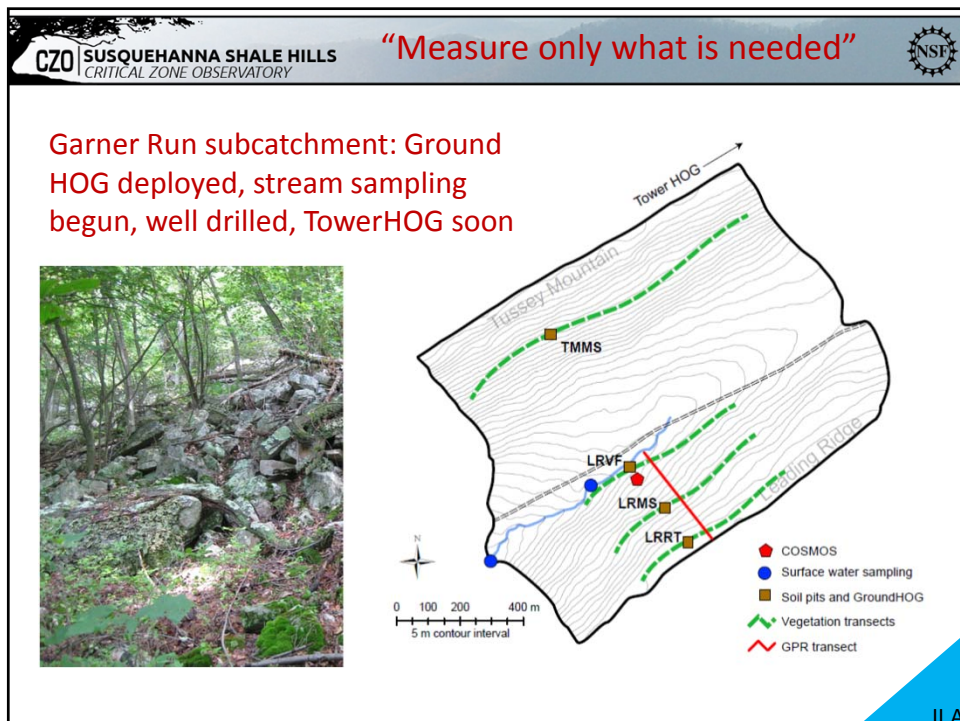 CZO SUSQUEHANNA SHALE HILLS
CRITICAL ZONE OBSERVATORY
“Measure only what is needed”
NSF
Garner Run subcatchment: Ground
HOG deployed, stream sampling
begun, well drilled, TowerHOG soon
Tower HOG
Tussey Mountain
TMMS
LRVF
LRMS
Leading Ridge
LRRT
N
0 100 200 400 m
5 m contour interval
COSMOS
Surface water sampling
Soil pits and GroundHOG
Vegetation transects
GPR transect